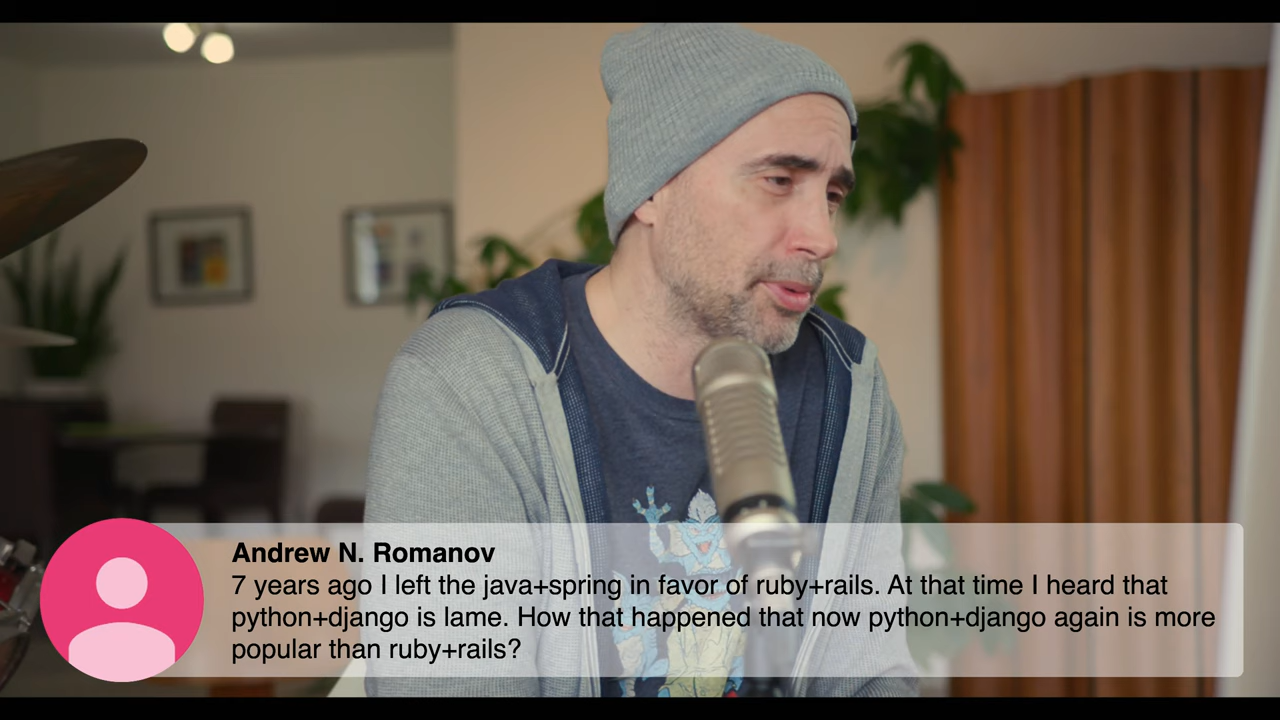 Andrew N. Romanov
7 years ago I left the java+spring in favor of ruby+rails. At that time I heard that
python+django is lame. How that happened that now python+django again is more
popular than ruby+rails?